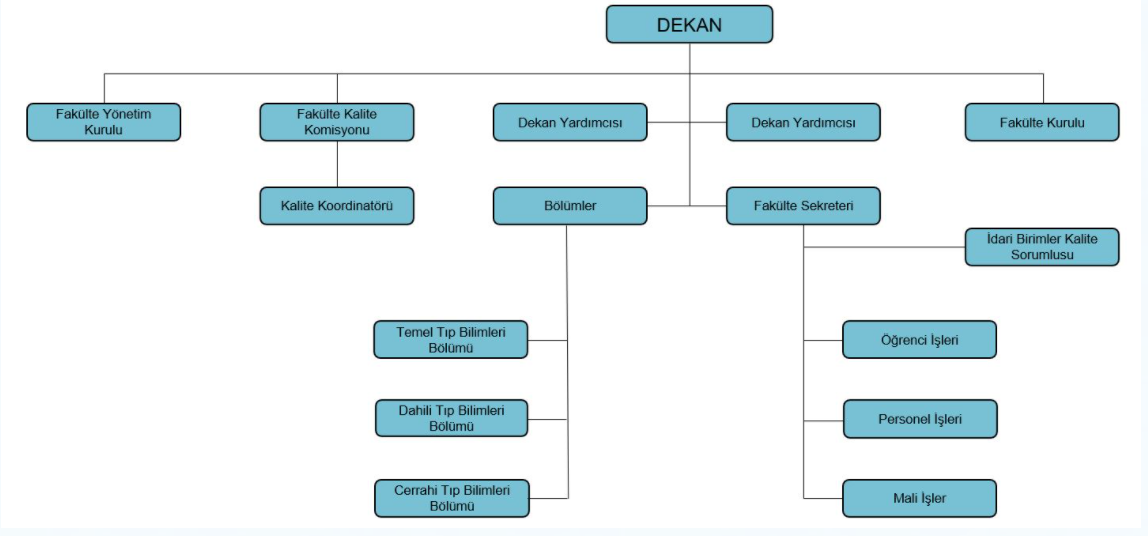 DEKAN
Fakülte Yönetim
Kurulu
Fakülte Kalite
Komisyonu
Dekan Yardımcısı
Dekan Yardımcısı
Fakülte Kurulu
Kalite Koordinatörü
Bölümler
Fakülte Sekreteri
İdari Birimler Kalite
Sorumlusu
Temel Tıp Bilimleri
Bölümü
Öğrenci İşleri
Dahili Tıp Bilimleri
Bölümü
Personel İşleri
Cerrahi Tıp Bilimleri
Bölümü
Mali İşler